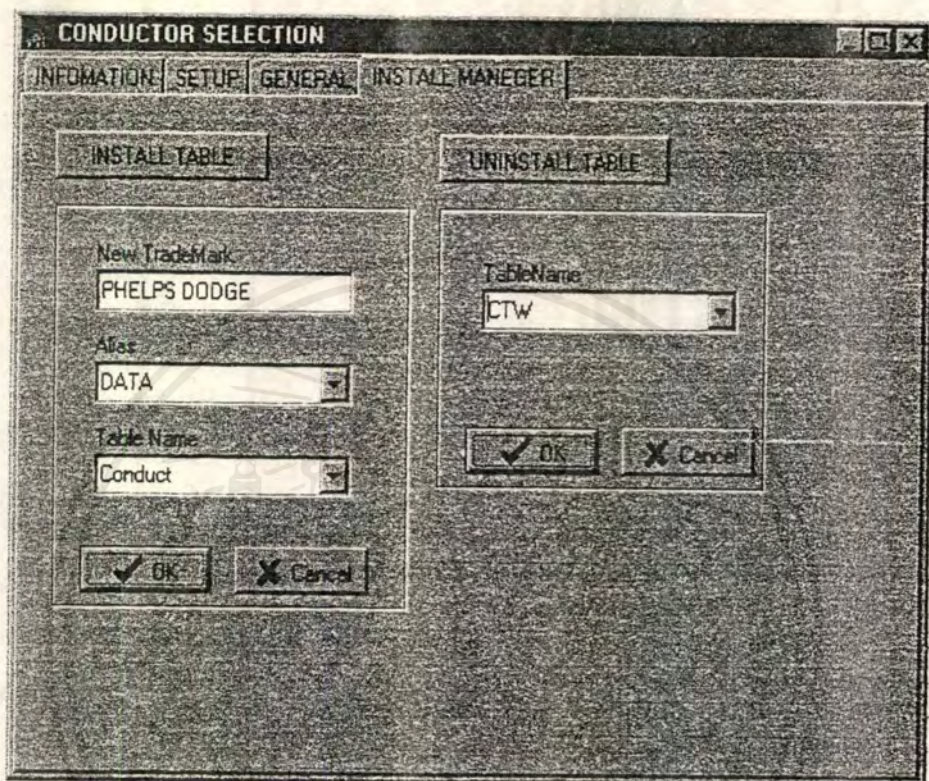 CONDUCTOR SELECTION
INFOMATION SETUP GENERAL INSTALL MANEGER
INSTALL TABLE
New TradeMark
PHELPS DODGE
Alias
DATA
Table Name
Conduct
OK Cancel
UNINSTALL TABLE
TableName
CTW
OK Cancel